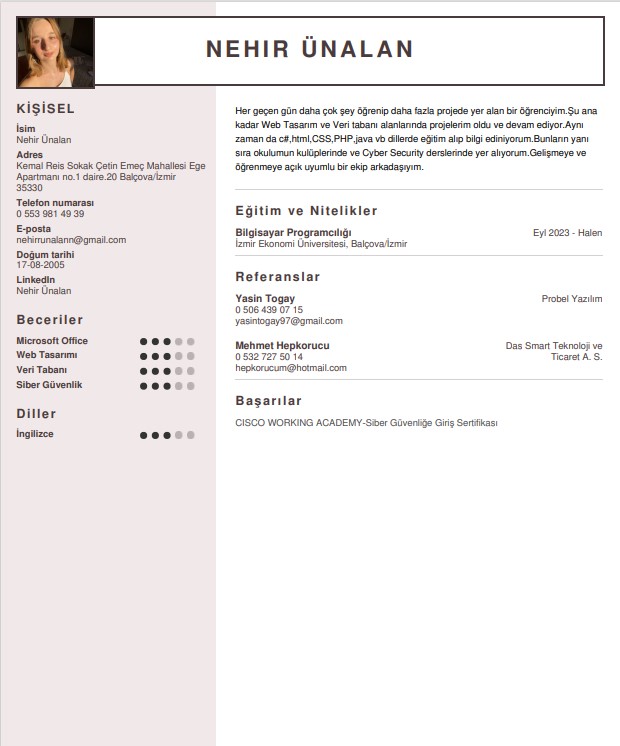 NEHIR ÜNALAN
KİŞİSEL
İsim
Nehir Ünalan
Adres
Kemal Reis Sokak Çetin Emeç Mahallesi Ege
Apartmanı no.1 daire.20 Balçova/İzmir
35330
Telefon numarası
0 553 981 49 39
E-posta
nehirrunalann@gmail.com
Doğum tarihi
17-08-2005
LinkedIn
Nehir Ünalan
Beceriler
Microsoft Office
Web Tasarımı
Veri Tabanı
Siber Güvenlik
Diller
İngilizce
Her geçen gün daha çok şey öğrenip daha fazla projede yer alan bir öğrenciyim.Şu ana
kadar Web Tasarım ve Veri tabanı alanlarında projelerim oldu ve devam ediyor.Aynı
zaman da c#,html,CSS,PHP,java vb dillerde eğitim alıp bilgi ediniyorum.Bunların yanı
sıra okulumun kulüplerinde ve Cyber Security derslerinde yer alıyorum.Gelişmeye ve
öğrenmeye açık uyumlu bir ekip arkadaşıyım.
Eğitim ve Nitelikler
Bilgisayar Programcılığı Eyl 2023 - Halen
İzmir Ekonomi Üniversitesi, Balçova/İzmir
Referanslar
Yasin Togay Probel Yazılım
0 506 439 07 15
yasintogay97@gmail.com
Mehmet Hepkorucu Das Smart Teknoloji ve
0 532 727 50 14 Ticaret A. S.
hepkorucum@hotmail.com
Başarılar
CISCO WORKING ACADEMY-Siber Güvenliğe Giriş Sertifikası